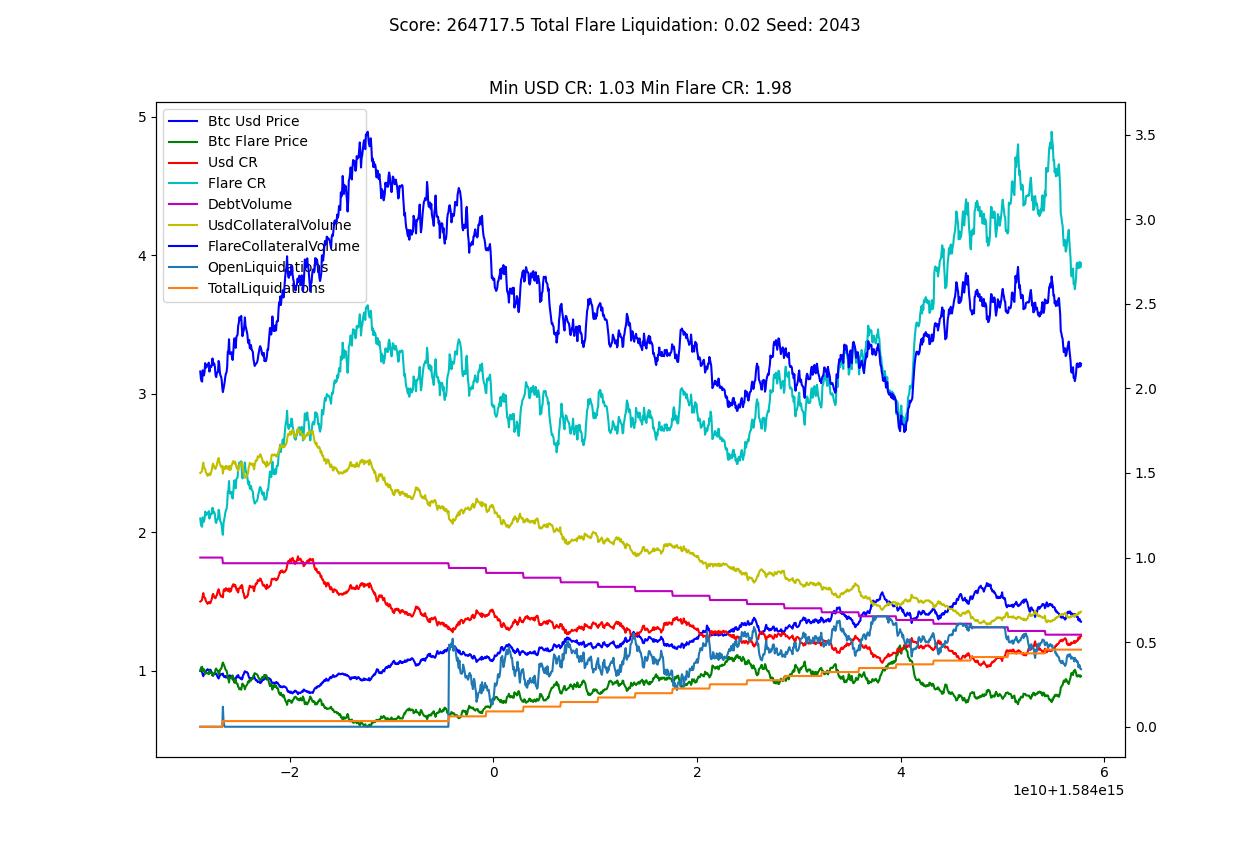 Score: 264717.5 Total Flare Liquidation: 0.02 Seed: 2043
Min USD CR: 1.03 Min Flare CR: 1.98
Btc Usd Price
Btc Flare Price
Usd CR
Flare CR
DebtVolume
UsdCollateralVolume
FlareCollateralVolume
OpenLiquidations
TotalLiquidations
5
4
3
2
1
3.5
3.0
2.5
2.0
1.5
1.0
0.5
0.0
−2
0
2
4
6
1e10+1.584e15